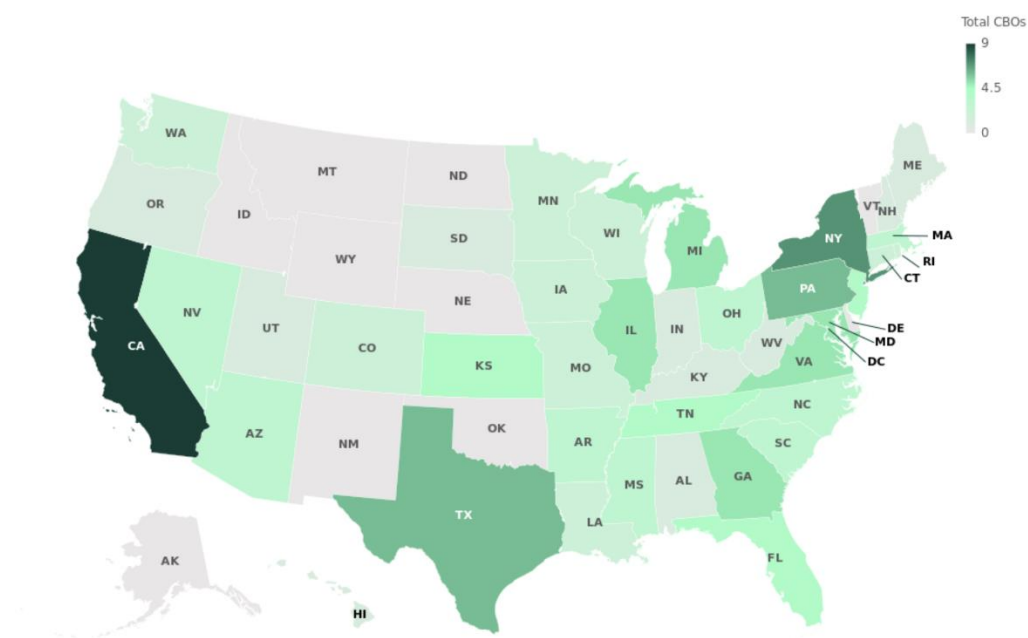 Total CBOs
9
4.5
0
WA
MT
ND
MN
ME
VT
NH
OR
ID
SD
WI
MI
NY
MA
RI
CT
WY
NE
IA
PA
NV
UT
CO
KS
MO
IL
IN
OH
WV
VA
DE
MD
DC
KY
CA
AZ
NM
OK
AR
TN
NC
SC
MS
AL
GA
TX
LA
FL
AK
HI